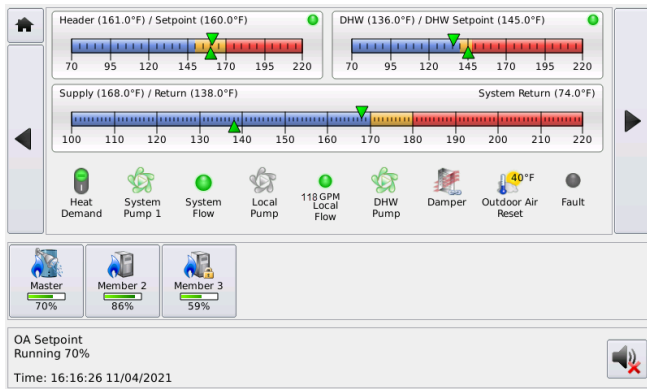 Header (161.0°F) / Setpoint (160.0°F)
70 95 120 145 170 195 220
DHW (136.0°F) / DHW Setpoint (145.0°F)
70 95 120 145 170 195 220
Supply (168.0°F) / Return (138.0°F)
System Return (74.0°F)
100 110 120 130 140 150 160 170 180 190 200 210 220
Heat
Demand
System
Pump 1
System
Flow
Local
Pump
118 GPM
Local
Flow
DHW
Pump
Damper
40°F
Outdoor Air
Reset
Fault
Master
70%
Member 2
86%
Member 3
59%
OA Setpoint
Running 70%
Time: 16:16:26 11/04/2021